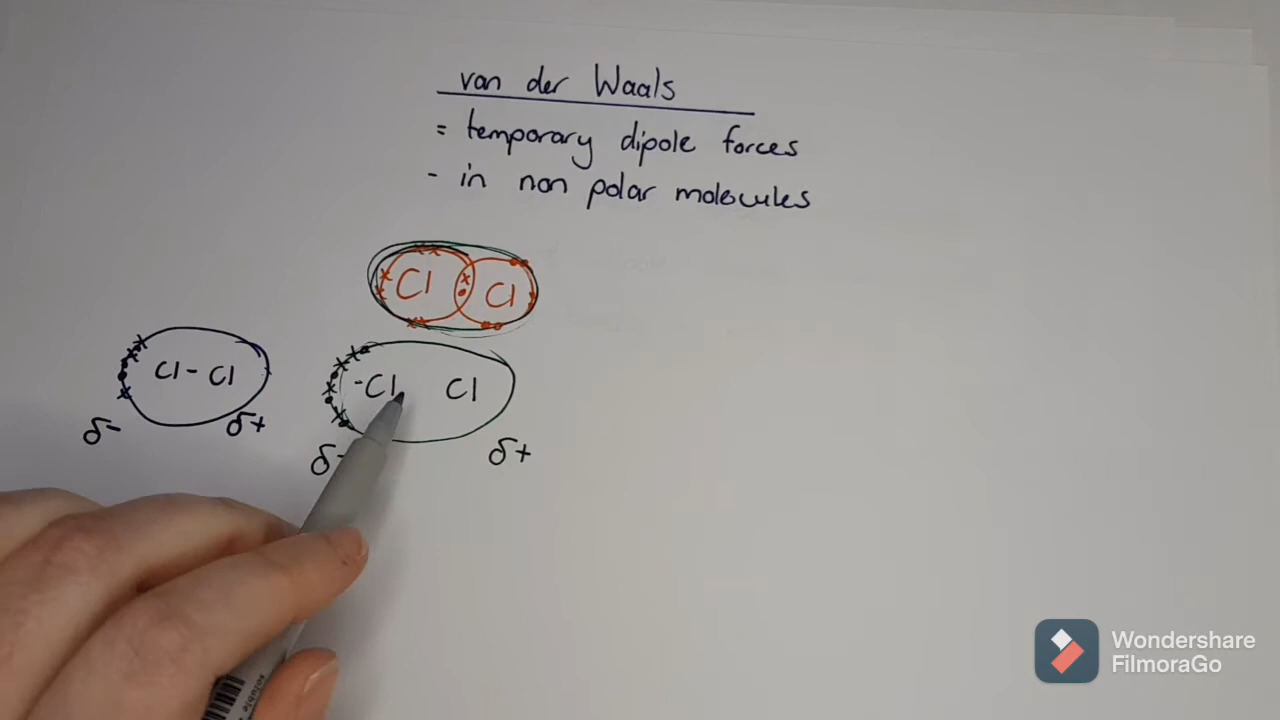 van der Waals
= temporary dipole forces
- in non polar molecules
Cl Cl
Cl - Cl
-Cl Cl
δ- δ+
δ- δ+
Wondershare
FilmoraGo